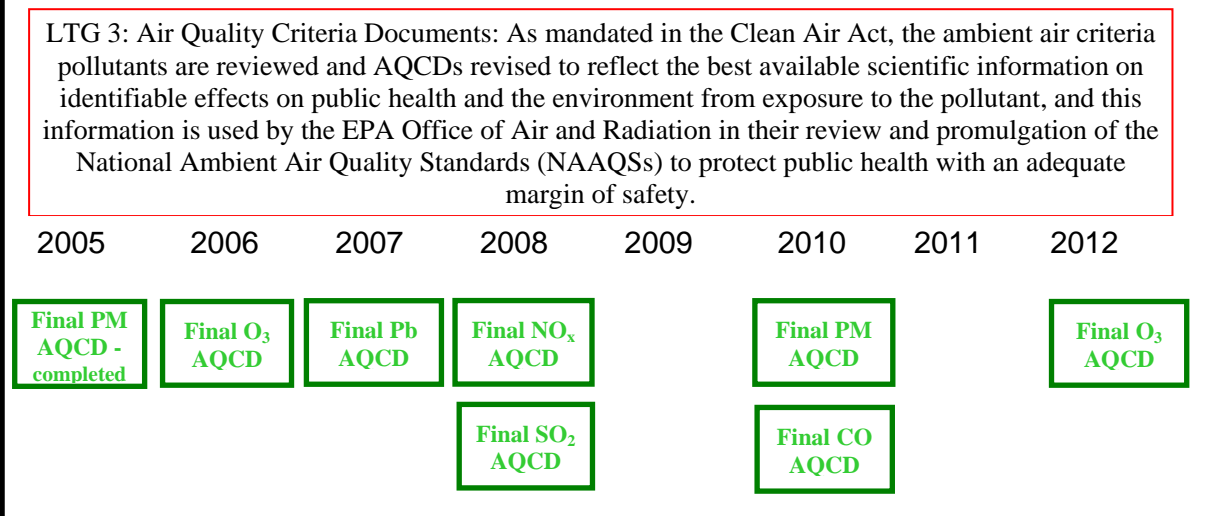 LTG 3: Air Quality Criteria Documents: As mandated in the Clean Air Act, the ambient air criteria
pollutants are reviewed and AQCDs revised to reflect the best available scientific information on
identifiable effects on public health and the environment from exposure to the pollutant, and this
information is used by the EPA Office of Air and Radiation in their review and promulgation of the
National Ambient Air Quality Standards (NAAQSs) to protect public health with an adequate
margin of safety.
2005 2006 2007 2008 2009 2010 2011 2012
Final PM
AQCD -
completed
Final O₃
AQCD
Final Pb
AQCD
Final NOₓ
AQCD
Final PM
AQCD
Final O₃
AQCD
Final SO₂
AQCD
Final CO
AQCD